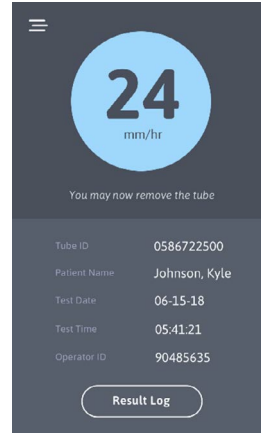 24
mm/hr
You may now remove the tube
Tube ID 0586722500
Patient Name Johnson, Kyle
Test Date 06-15-18
Test Time 05:41:21
Operator ID 90485635
Result Log